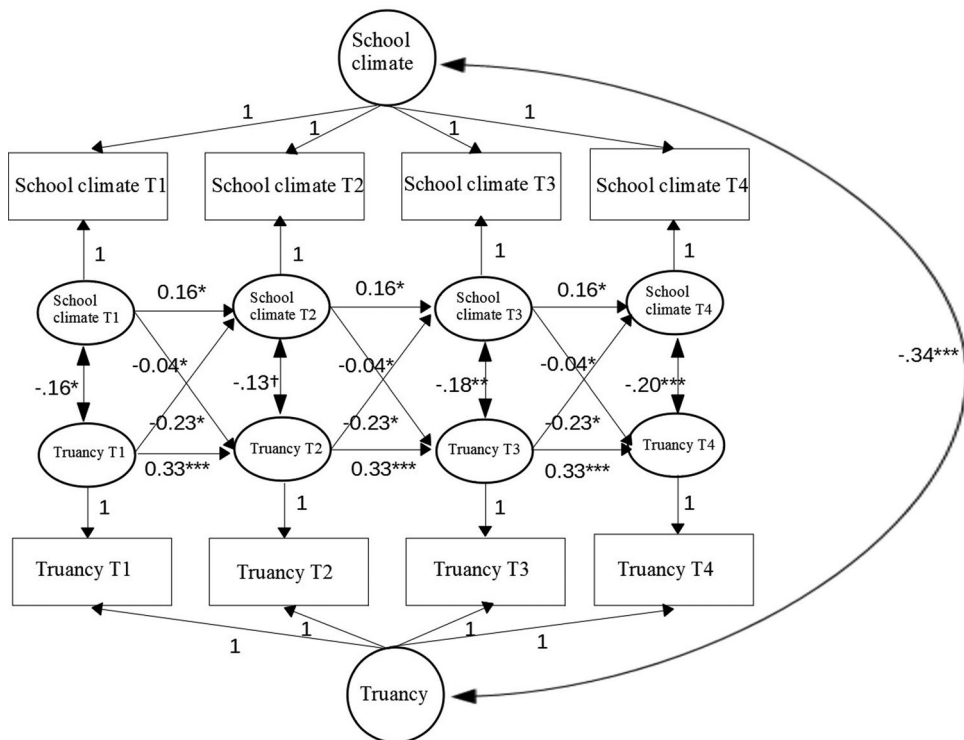 School
climate
1
1
1
1
School climate T1
School climate T2
School climate T3
School climate T4
1
1
1
1
School
climate T1
0.16*
School
climate T2
0.16*
School
climate T3
0.16*
School
climate T4
-.16*
-0.04*
-.13†
-0.04*
-.18**
-0.04*
-.20***
-.34***
-0.23*
-0.23*
-0.23*
Truancy T1
0.33***
Truancy T2
0.33***
Truancy T3
0.33***
Truancy T4
1
1
1
1
Truancy T1
Truancy T2
Truancy T3
Truancy T4
1
1
1
1
Truancy